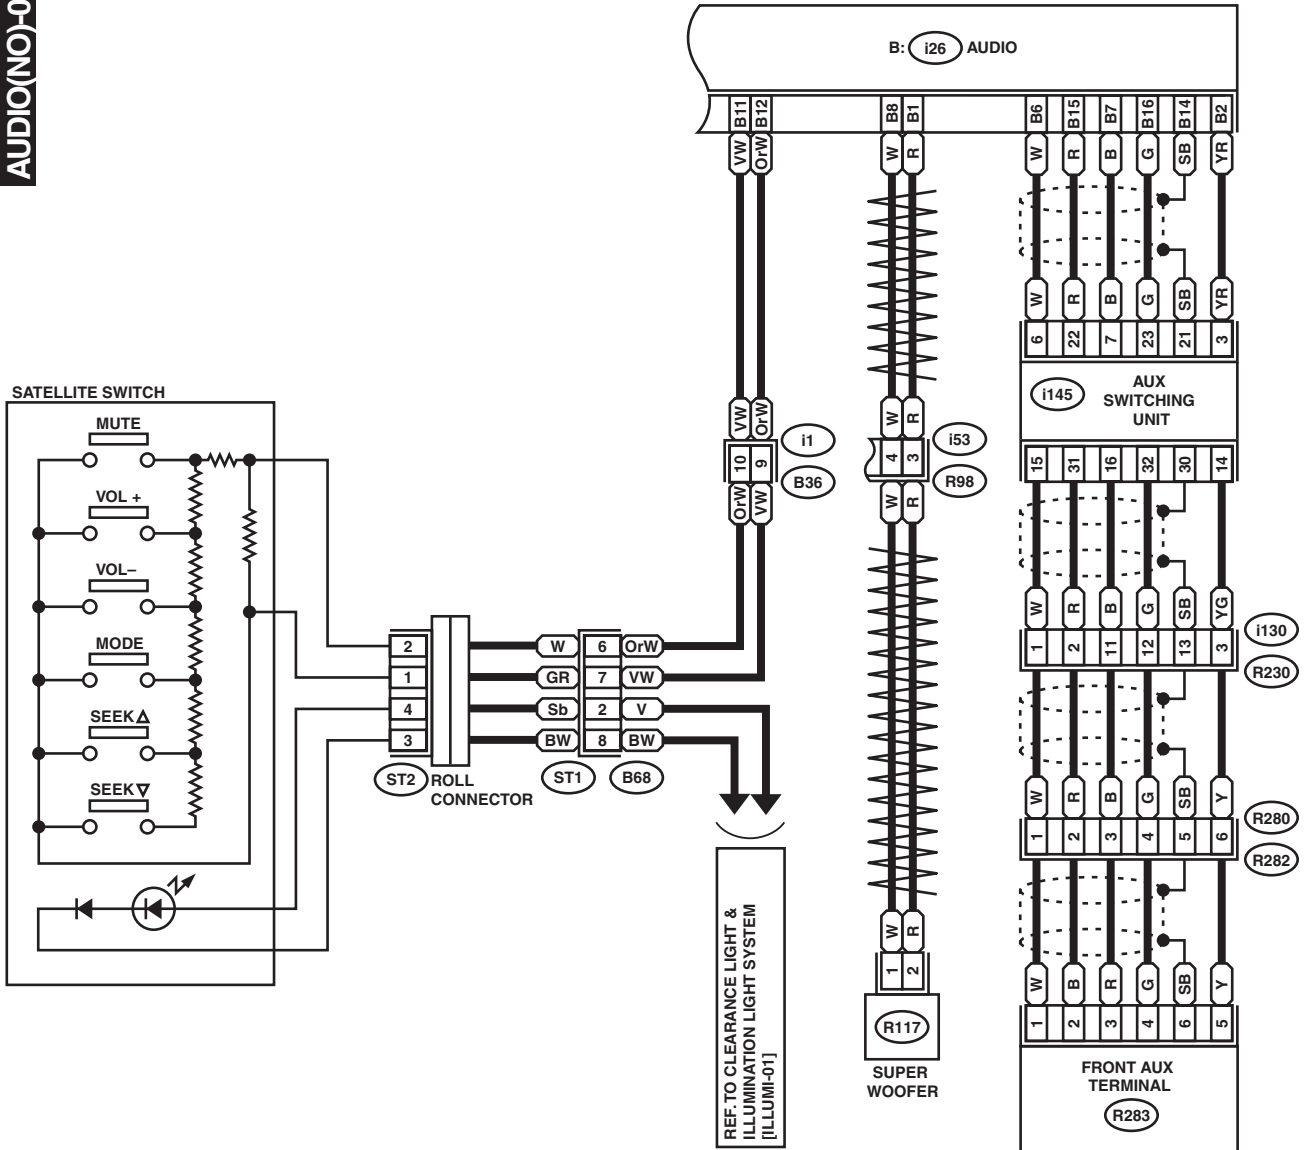 AUDIO(NO)-0
B: i26 AUDIO
B11 B12 B8 B1 B6 B15 B7 B16 B14 B2
VW OrW W R W R B G SB YR
W R B G SB YR
6 22 7 23 21 3
i145
AUX
SWITCHING
UNIT
15 31 16 32 30 14
VW OrW
10 9
i1
B36
OrW VW
W R
4 3
i53
R98
W R
SATELLITE SWITCH
MUTE
VOL +
VOL–
MODE
SEEK△
SEEK▽
2 W 6 OrW
1 GR 7 VW
4 Sb 2 V
3 BW 8 BW
ST2
ROLL
CONNECTOR
ST1
B68
REF. TO CLEARANCE LIGHT &
ILLUMINATION LIGHT SYSTEM
[ILLUMI-01]
W R
1 2
R117
SUPER
WOOFER
W R B G SB YG
1 2 11 12 13 3
i130
R230
W R B G SB Y
1 2 3 4 5 6
R280
R282
W B R G SB Y
1 2 3 4 6 5
FRONT AUX
TERMINAL
R283